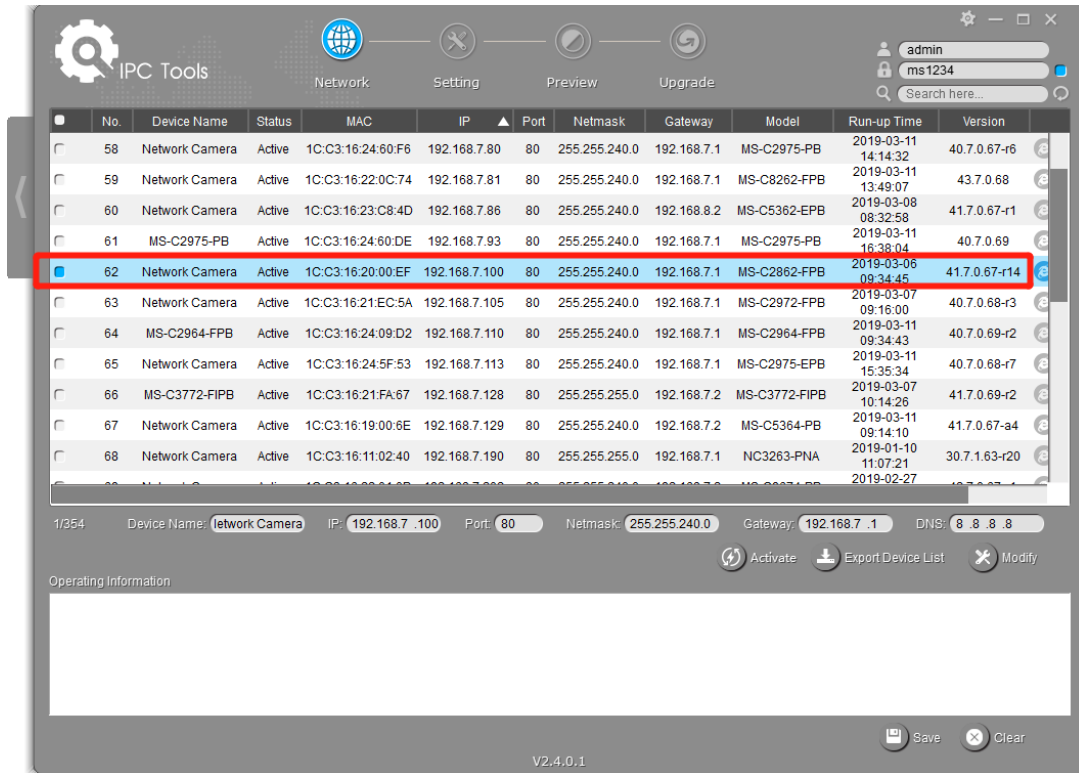 IPC Tools
Network Setting Preview Upgrade
admin
ms1234
Search here...
No. Device Name Status MAC IP Port Netmask Gateway Model Run-up Time Version
58 Network Camera Active 1C:C3:16:24:60:F6 192.168.7.80 80 255.255.240.0 192.168.7.1 MS-C2975-PB 2019-03-11 14:14:32 40.7.0.67-r6
59 Network Camera Active 1C:C3:16:22:0C:74 192.168.7.81 80 255.255.240.0 192.168.7.1 MS-C8262-FPB 2019-03-11 13:49:07 43.7.0.68
60 Network Camera Active 1C:C3:16:23:C8:4D 192.168.7.86 80 255.255.240.0 192.168.8.2 MS-C5362-EPB 2019-03-08 08:32:58 41.7.0.67-r1
61 MS-C2975-PB Active 1C:C3:16:24:60:DE 192.168.7.93 80 255.255.240.0 192.168.7.1 MS-C2975-PB 2019-03-11 16:38:04 40.7.0.69
62 Network Camera Active 1C:C3:16:20:00:EF 192.168.7.100 80 255.255.240.0 192.168.7.1 MS-C2862-FPB 2019-03-06 09:34:45 41.7.0.67-r14
63 Network Camera Active 1C:C3:16:21:EC:5A 192.168.7.105 80 255.255.240.0 192.168.7.1 MS-C2972-FPB 2019-03-07 09:16:00 40.7.0.68-r3
64 MS-C2964-FPB Active 1C:C3:16:24:09:D2 192.168.7.110 80 255.255.240.0 192.168.7.1 MS-C2964-FPB 2019-03-11 09:34:43 40.7.0.69-r2
65 Network Camera Active 1C:C3:16:24:5F:53 192.168.7.113 80 255.255.240.0 192.168.7.1 MS-C2975-EPB 2019-03-11 15:35:34 40.7.0.68-r7
66 MS-C3772-FIPB Active 1C:C3:16:21:FA:67 192.168.7.128 80 255.255.255.0 192.168.7.2 MS-C3772-FIPB 2019-03-07 10:14:26 41.7.0.69-r2
67 Network Camera Active 1C:C3:16:19:00:6E 192.168.7.129 80 255.255.240.0 192.168.7.2 MS-C5364-PB 2019-03-11 09:14:10 41.7.0.67-a4
68 Network Camera Active 1C:C3:16:11:02:40 192.168.7.190 80 255.255.255.0 192.168.7.1 NC3263-PNA 2019-01-10 11:07:21 30.7.1.63-r20
2019-02-27
1/354 Device Name: letwork Camera IP: 192.168.7 .100 Port: 80 Netmask: 255.255.240.0 Gateway: 192.168.7 .1 DNS: 8 .8 .8 .8
Activate Export Device List Modify
Operating Information
Save Clear
V2.4.0.1